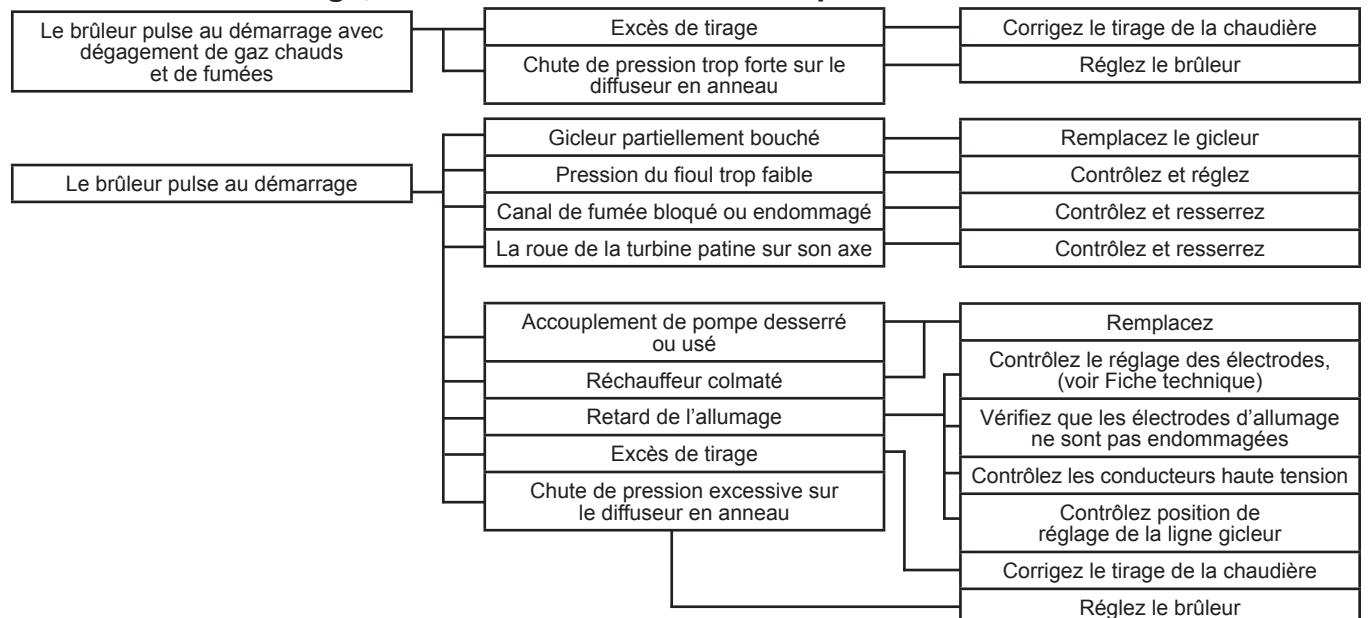 Le brûleur pulse au démarrage avec
dégagement de gaz chauds
et de fumées
Excès de tirage
Corrigez le tirage de la chaudière
Chute de pression trop forte sur le
diffuseur en anneau
Réglez le brûleur
Le brûleur pulse au démarrage
Gicleur partiellement bouché
Remplacez le gicleur
Pression du fioul trop faible
Contrôlez et réglez
Canal de fumée bloqué ou endommagé
Contrôlez et resserrez
La roue de la turbine patine sur son axe
Contrôlez et resserrez
Accouplement de pompe desserré
ou usé
Remplacez
Réchauffeur colmaté
Retard de l’allumage
Contrôlez le réglage des électrodes,
(voir Fiche technique)
Vérifiez que les électrodes d’allumage
ne sont pas endommagées
Contrôlez les conducteurs haute tension
Contrôlez position de
réglage de la ligne gicleur
Excès de tirage
Corrigez le tirage de la chaudière
Chute de pression excessive sur
le diffuseur en anneau
Réglez le brûleur